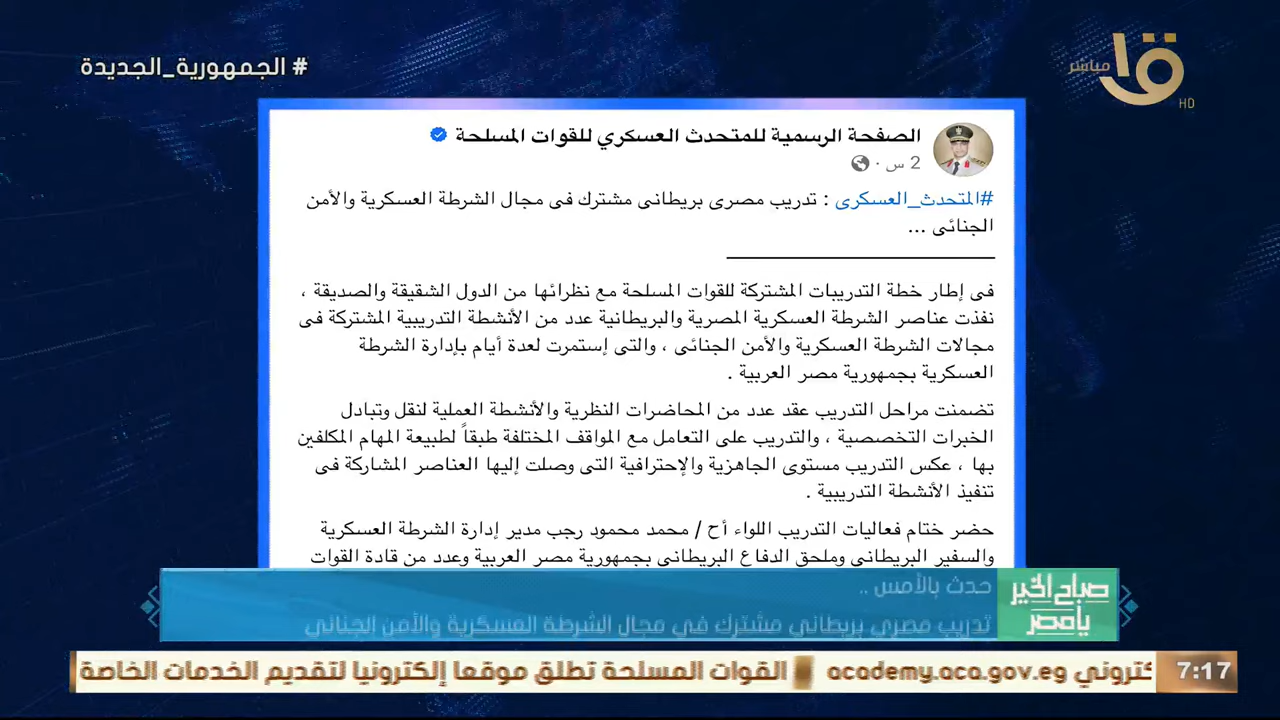 # الجمهورية_الجديدة
مباشر
HD
الصفحة الرسمية للمتحدث العسكري للقوات المسلحة
2 س ·
#المتحدث_العسكرى : تدريب مصرى بريطانى مشترك فى مجال الشرطة العسكرية والأمن
الجنائى ...
فى إطار خطة التدريبات المشتركة للقوات المسلحة مع نظرائها من الدول الشقيقة والصديقة ،
نفذت عناصر الشرطة العسكرية المصرية والبريطانية عدد من الأنشطة التدريبية المشتركة فى
مجالات الشرطة العسكرية والأمن الجنائى ، والتى إستمرت لعدة أيام بإدارة الشرطة
العسكرية بجمهورية مصر العربية .
تضمنت مراحل التدريب عقد عدد من المحاضرات النظرية والأنشطة العملية لنقل وتبادل
الخبرات التخصصية ، والتدريب على التعامل مع المواقف المختلفة طبقاً لطبيعة المهام المكلفين
بها ، عكس التدريب مستوى الجاهزية والإحترافية التى وصلت إليها العناصر المشاركة فى
تنفيذ الأنشطة التدريبية .
حضر ختام فعاليات التدريب اللواء أح / محمد محمود رجب مدير إدارة الشرطة العسكرية
والسفير البريطانى وملحق الدفاع البريطانى بجمهورية مصر العربية وعدد من قادة القوات
صباح الخير
يا مصر
حدث بالأمس ..
تدريب مصري بريطاني مشترك في مجال الشرطة العسكرية والأمن الجنائي
7:17
كتروني academy.aca.gov.eg القوات المسلحة تطلق موقعا إلكترونيا لتقديم الخدمات الخاصة